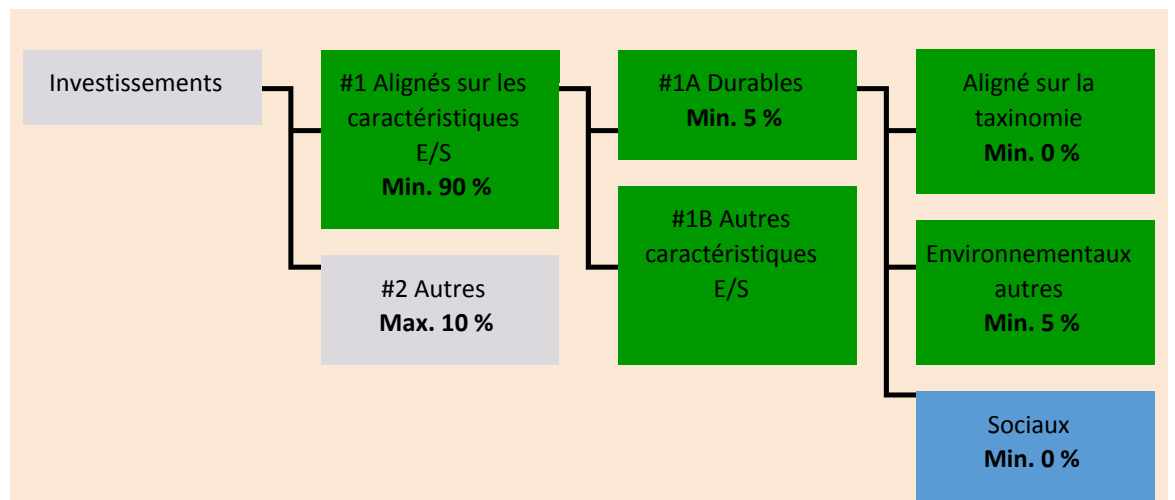 Investissements
#1 Alignés sur les
caractéristiques
E/S
Min. 90 %
#2 Autres
Max. 10 %
#1A Durables
Min. 5 %
#1B Autres
caractéristiques
E/S
Aligné sur la
taxinomie
Min. 0 %
Environnementaux
autres
Min. 5 %
Sociaux
Min. 0 %